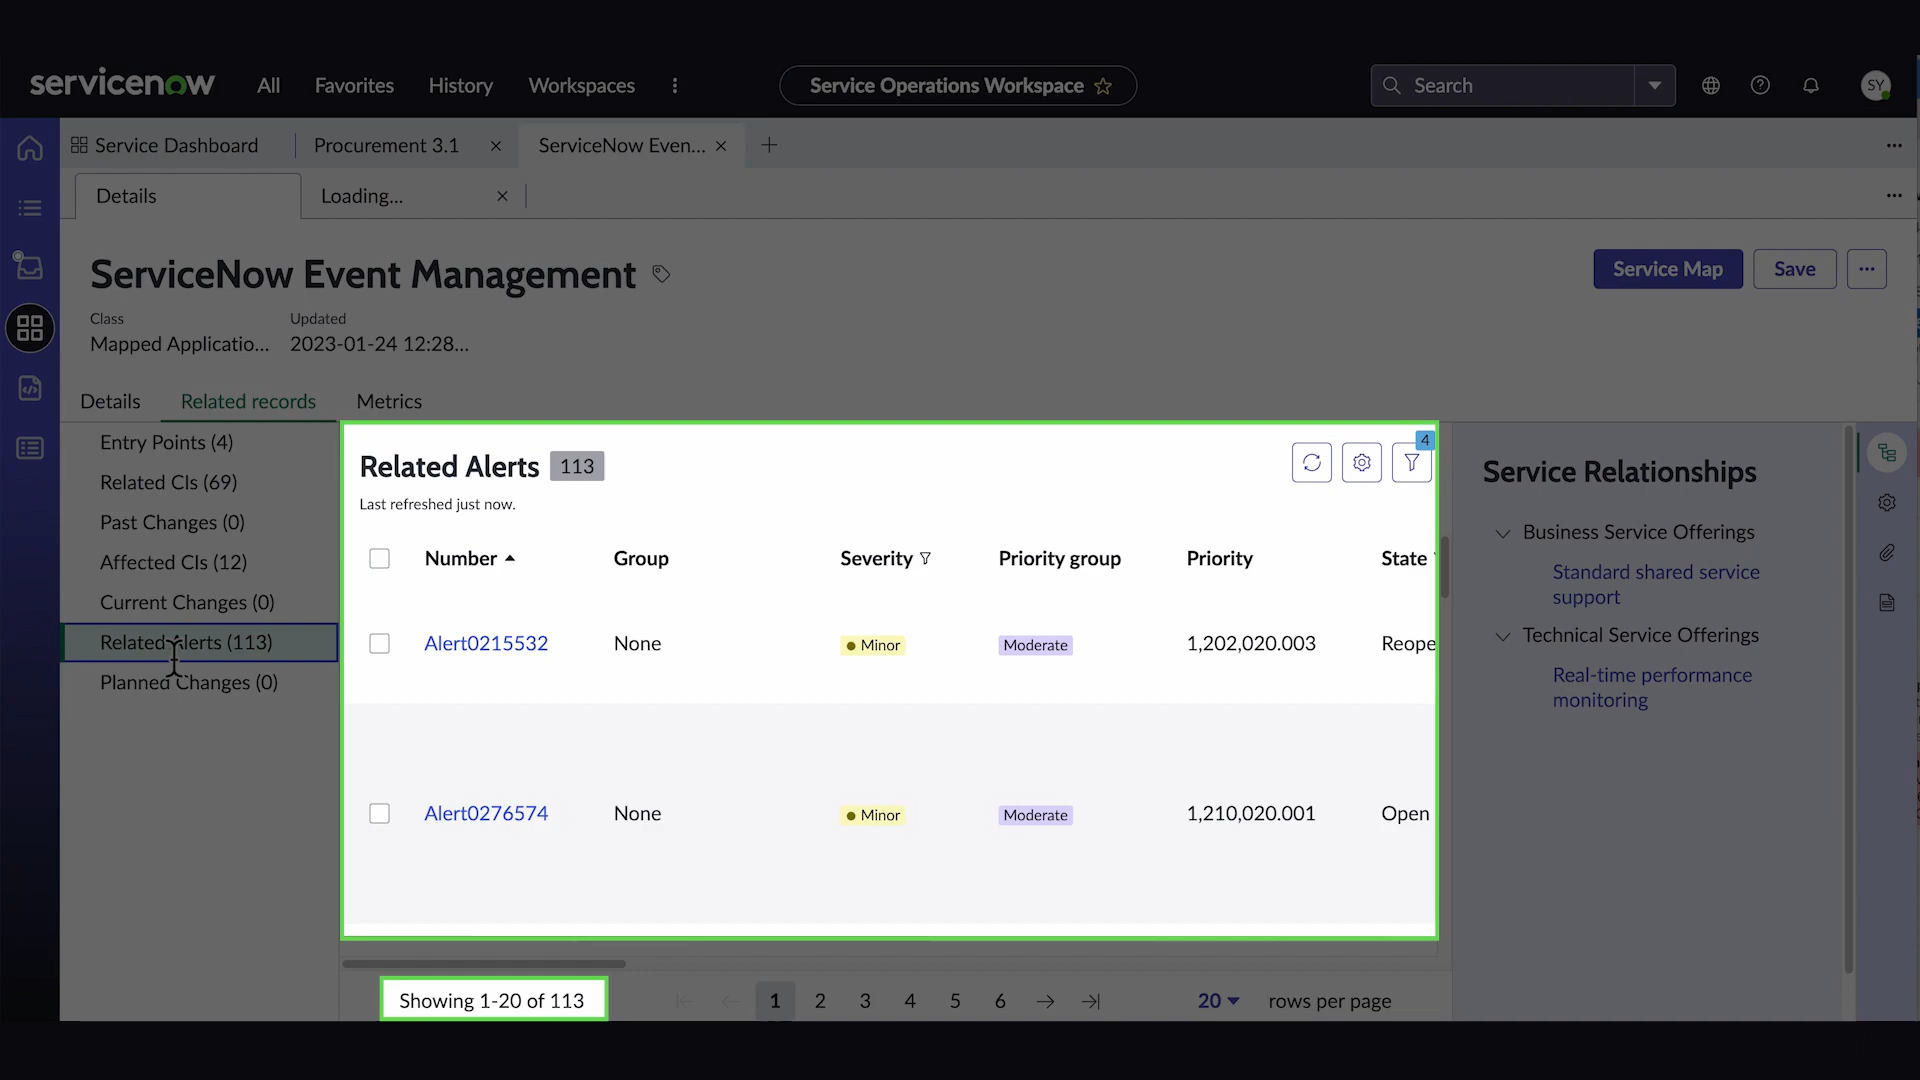 servicenow All Favorites History Workspaces Service Operations Workspace Search SY
Service Dashboard Procurement 3.1 ServiceNow Even...
Details Loading...
ServiceNow Event Management
Service Map Save
Class Updated
Mapped Applicatio... 2023-01-24 12:28...
Details Related records Metrics
Entry Points (4)
Related CIs (69)
Past Changes (0)
Affected CIs (12)
Current Changes (0)
Related Alerts (113)
Planned Changes (0)
Related Alerts 113
4
Last refreshed just now.
Number Group Severity Priority group Priority State
Alert0215532 None Minor Moderate 1,202,020.003 Reope
Alert0276574 None Minor Moderate 1,210,020.001 Open
Showing 1-20 of 113 1 2 3 4 5 6 20 rows per page
Service Relationships
Business Service Offerings
Standard shared service
support
Technical Service Offerings
Real-time performance
monitoring